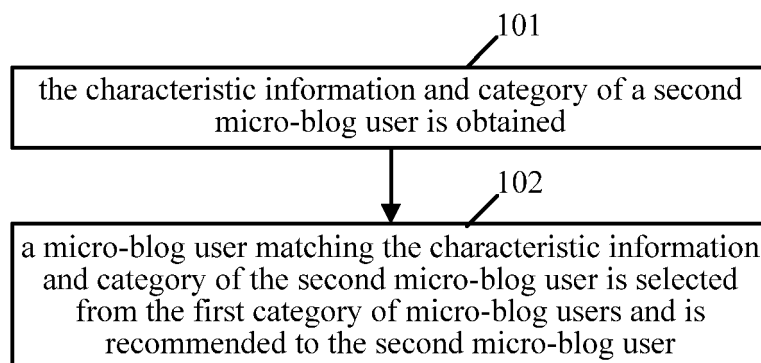 101
the characteristic information and category of a second
micro-blog user is obtained
102
a micro-blog user matching the characteristic information
and category of the second micro-blog user is selected
from the first category of micro-blog users and is
recommended to the second micro-blog user